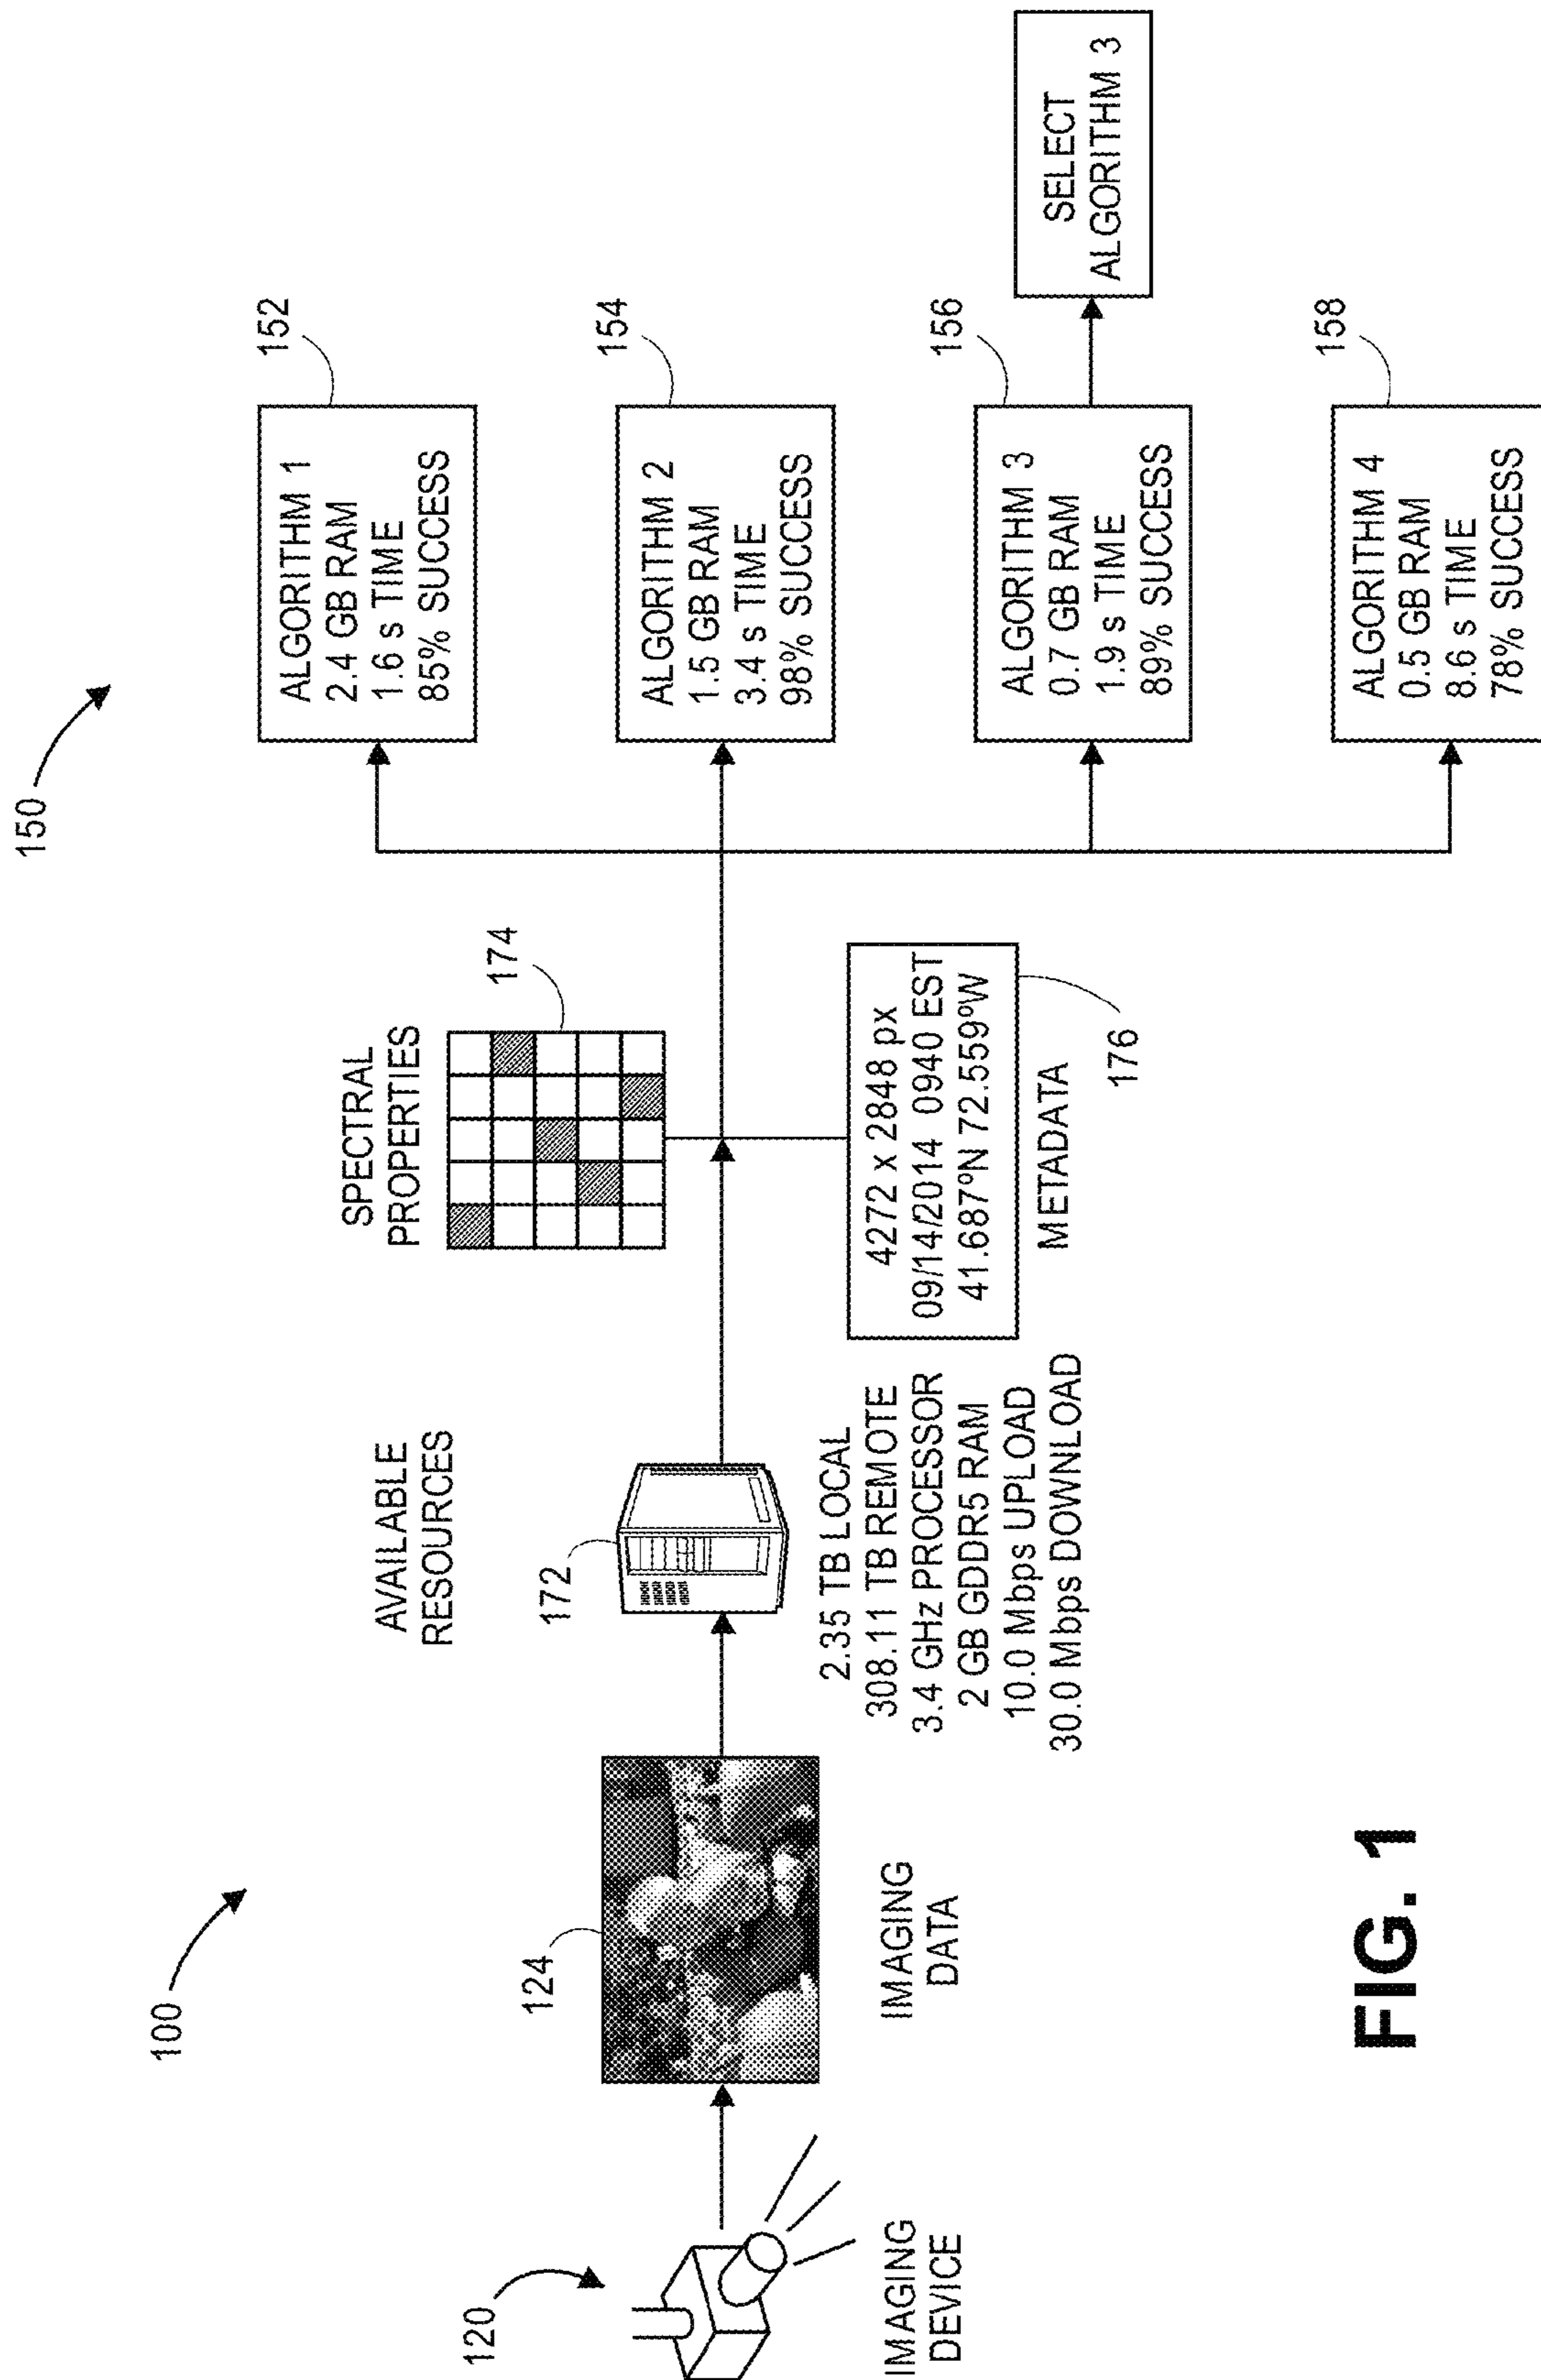 100
150
120
IMAGING
DEVICE
124
IMAGING
DATA
AVAILABLE
RESOURCES
172
2.35 TB LOCAL
308.11 TB REMOTE
3.4 GHz PROCESSOR
2 GB GDDR5 RAM
10.0 Mbps UPLOAD
30.0 Mbps DOWNLOAD
SPECTRAL
PROPERTIES
174
4272 x 2848 px
09/14/2014 0940 EST
41.687ºN 72.559ºW
METADATA
176
152
ALGORITHM 1
2.4 GB RAM
1.6 s TIME
85% SUCCESS
154
ALGORITHM 2
1.5 GB RAM
3.4 s TIME
98% SUCCESS
156
ALGORITHM 3
0.7 GB RAM
1.9 s TIME
89% SUCCESS
158
ALGORITHM 4
0.5 GB RAM
8.6 s TIME
78% SUCCESS
SELECT
ALGORITHM 3
FIG. 1